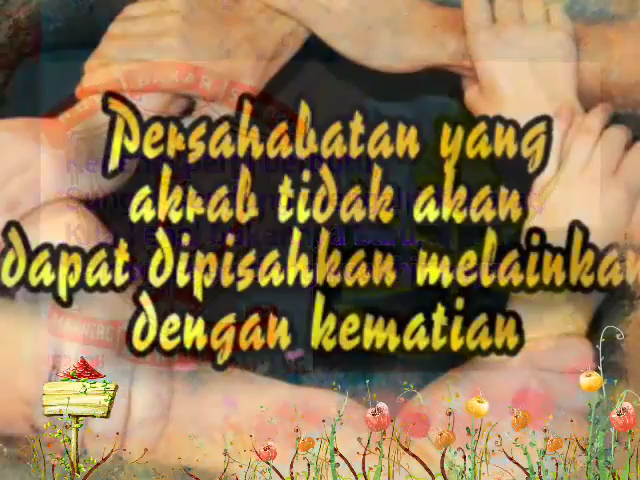 Persahabatan yang
akrab tidak akan
dapat dipisahkan melainkan
dengan kematian